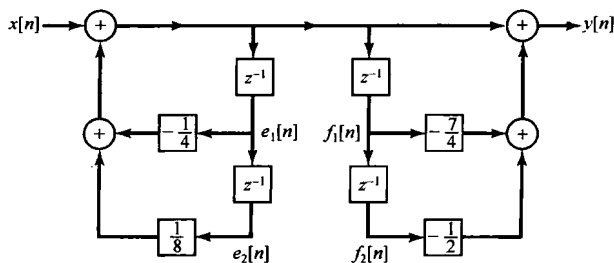 x[n] + + y[n]
z⁻¹ z⁻¹
+ -1/4 e₁[n] f₁[n] -7/4 +
z⁻¹ z⁻¹
1/8 e₂[n] f₂[n] -1/2